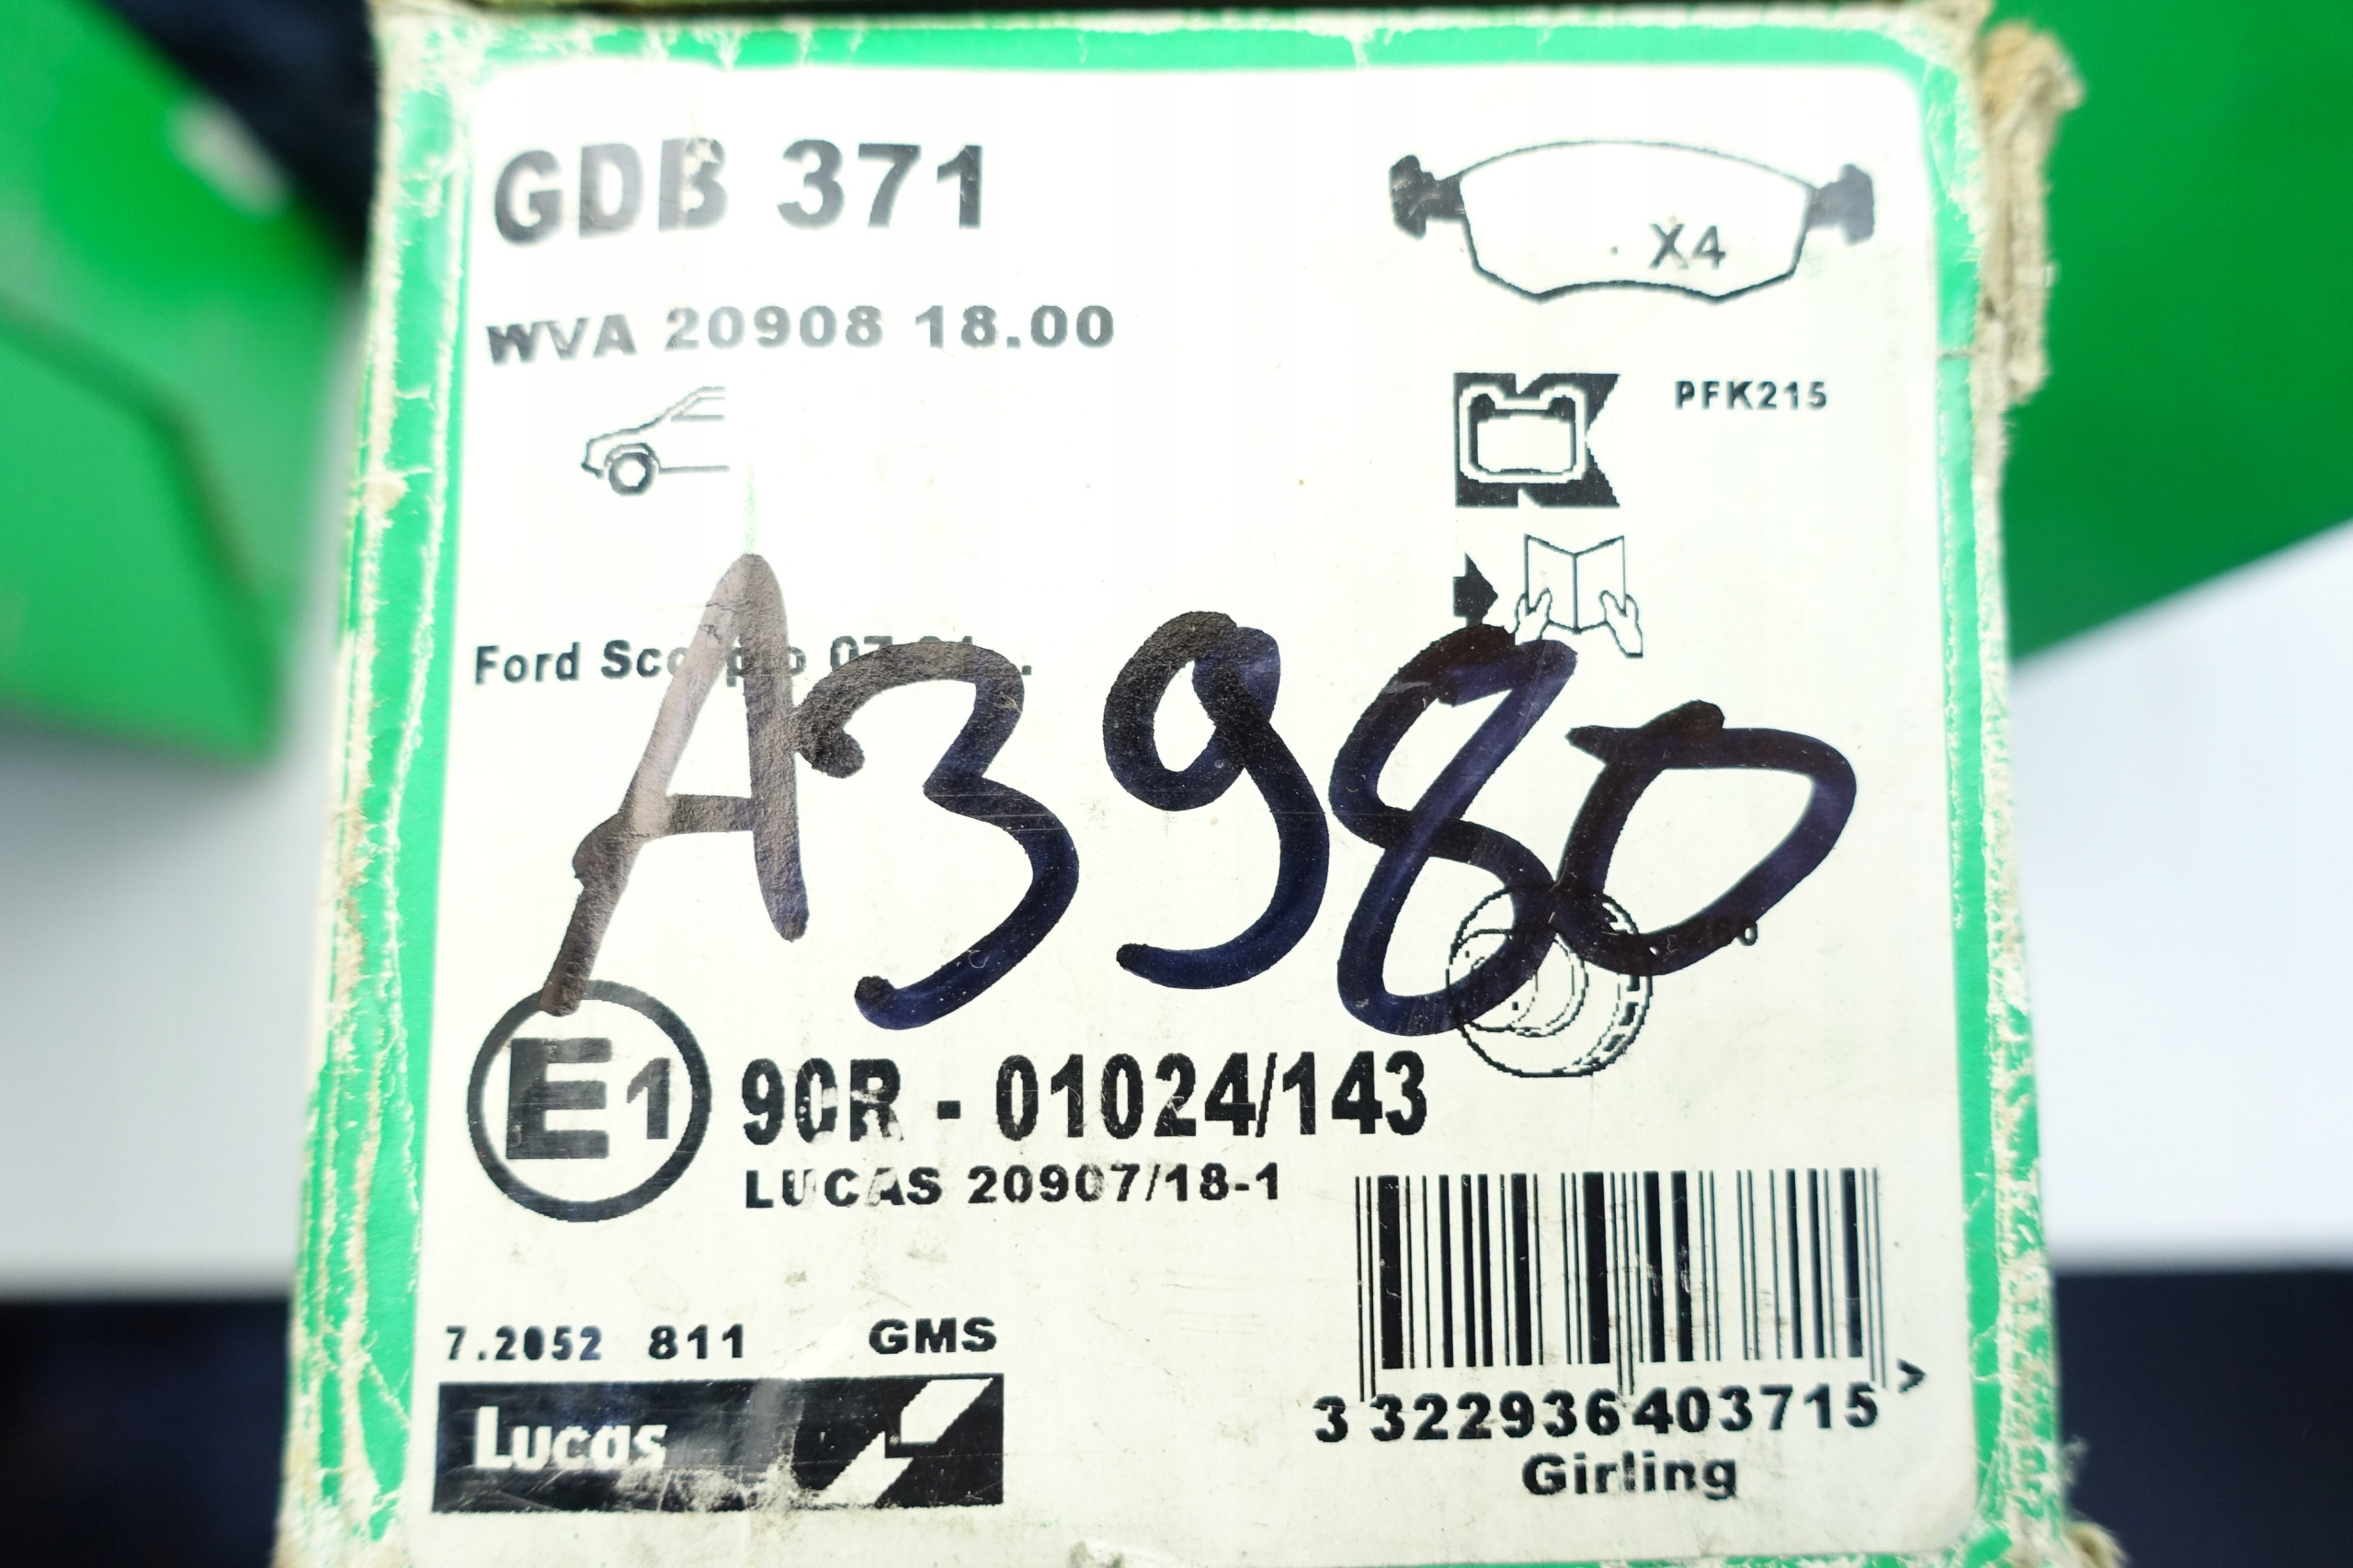 GDB 371
X4
WVA 20908 18.00
PFK215
Ford Scorpio
A3980
E1
90R - 01024/143
LUCAS 20907/18-1
7.2052 811 GMS
Lucas
3 322936 403715 >
Girling